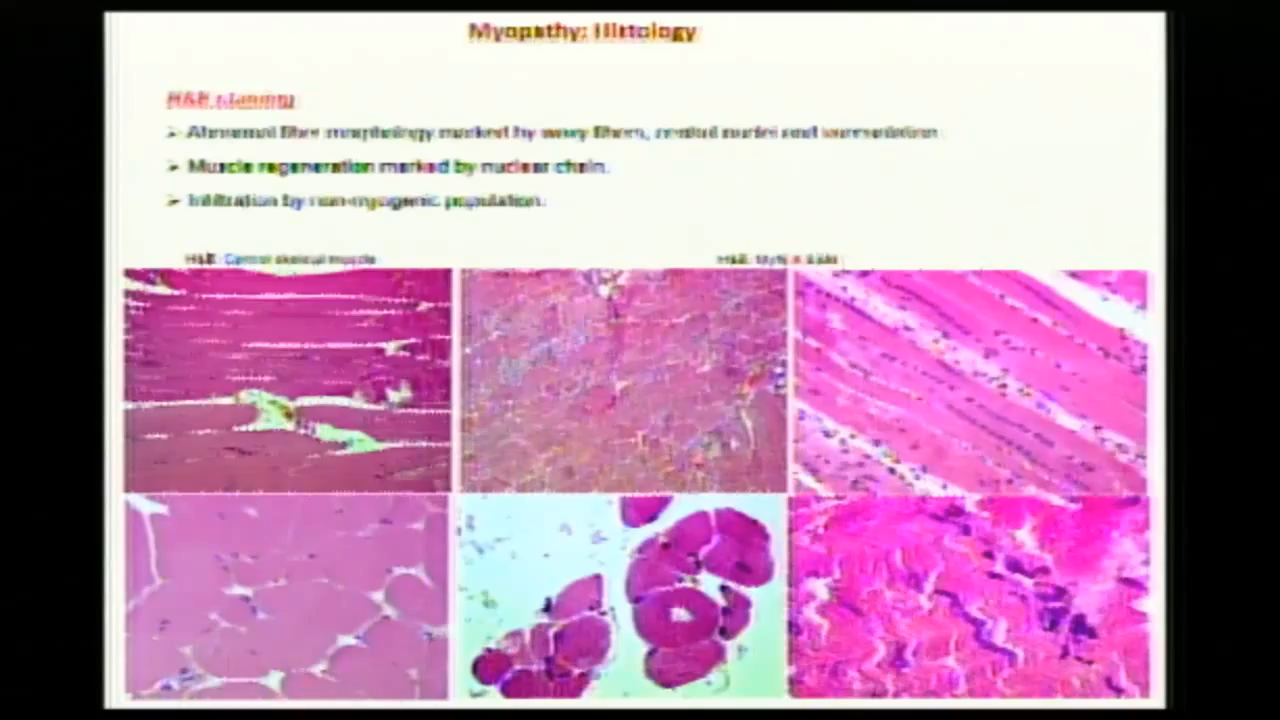 Myopathy: Histology
H&E staining
➢ Abnormal fibre morphology marked by wavy fibers, central nuclei and vacuolation
➢ Muscle regeneration marked by nuclear chain.
➢ Infiltration by non-myogenic population.
H&E: Control skeletal muscle
H&E: